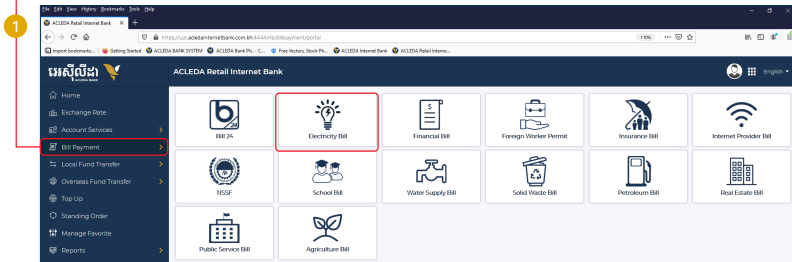 File Edit View History Bookmarks Tools Help
ACLEDA Retail Internet Bank
1
https://uat.acledainternetbank.com.kh:4444/rib/billpayment/portal
110%
Import bookmarks... Getting Started ACLEDA BANK SYSTEM ACLEDA Bank Plc. - C... Free Vectors, Stock Ph... ACLEDA Internet Bank ACLEDA Retail Interne...
អេស៊ីលីដា
ACLEDA BANK
ACLEDA Retail Internet Bank
English
Home
Exchange Rate
Account Services
Bill Payment
Local Fund Transfer
Overseas Fund Transfer
Top Up
Standing Order
Manage Favorite
Reports
b 24
Bill 24
Electricity Bill
$
Financial Bill
Foreign Worker Permit
Insurance Bill
Internet Provider Bill
NSSF
School Bill
Water Supply Bill
Solid Waste Bill
Petroleum Bill
Real Estate Bill
Public Service Bill
Agriculture Bill